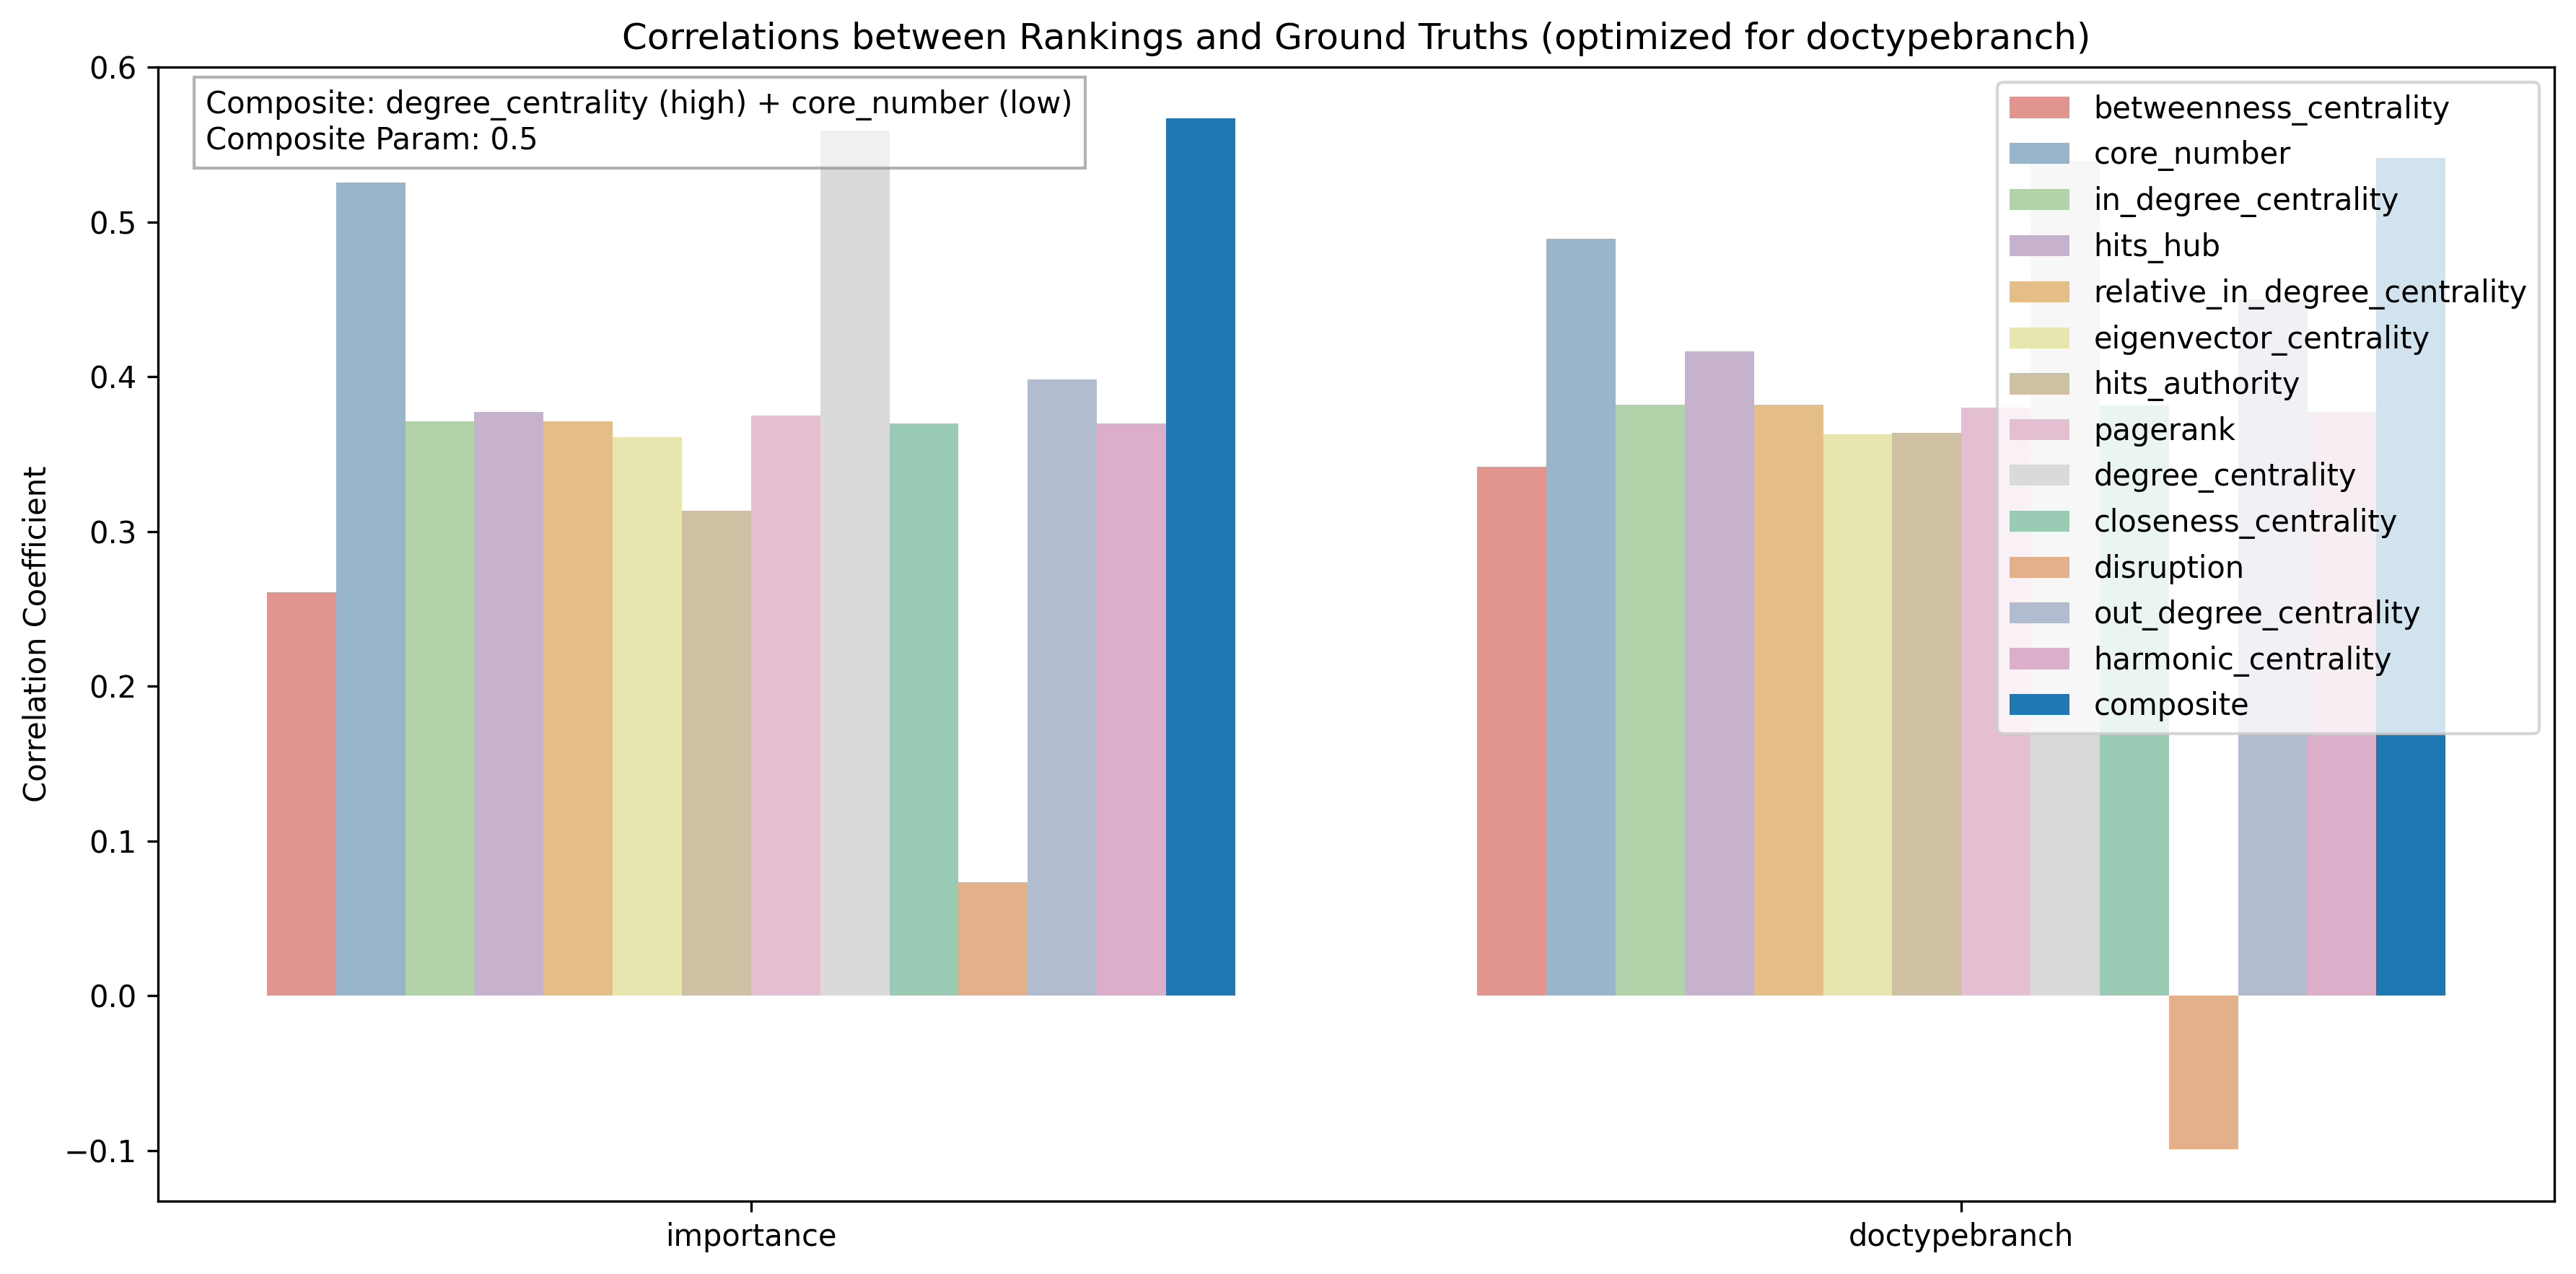 Correlations between Rankings and Ground Truths (optimized for doctypebranch)
Composite: degree_centrality (high) + core_number (low)
Composite Param: 0.5
betweenness_centrality
core_number
in_degree_centrality
hits_hub
relative_in_degree_centrality
eigenvector_centrality
hits_authority
pagerank
degree_centrality
closeness_centrality
disruption
out_degree_centrality
harmonic_centrality
composite
Correlation Coefficient
0.6
0.5
0.4
0.3
0.2
0.1
0.0
−0.1
importance
doctypebranch